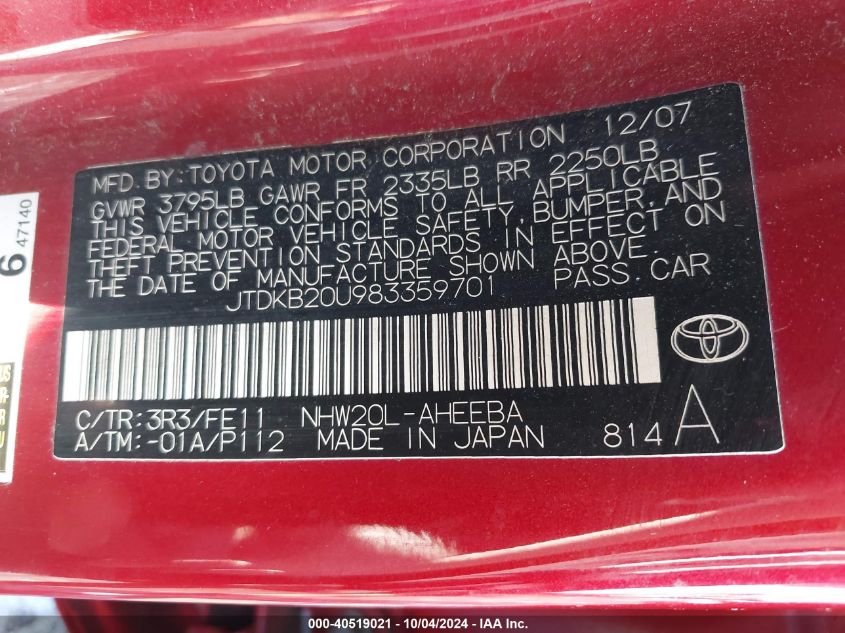 MFD.BY:TOYOTA MOTOR CORPORATION 12/07
GVWR 3795LB GAWR FR 2335LB RR 2250LB
THIS VEHICLE CONFORMS TO ALL APPLICABLE
FEDERAL MOTOR VEHICLE SAFETY, BUMPER, AND
THEFT PREVENTION STANDARDS IN EFFECT ON
THE DATE OF MANUFACTURE SHOWN ABOVE.
JTDKB20U983359701 PASS.CAR
C/TR:3R3/FE11 NHW20L-AHEEBA
A/TM:-01A/P112 MADE IN JAPAN 814 A
6
47140
000-40519021 - 10/04/2024 - IAA Inc.